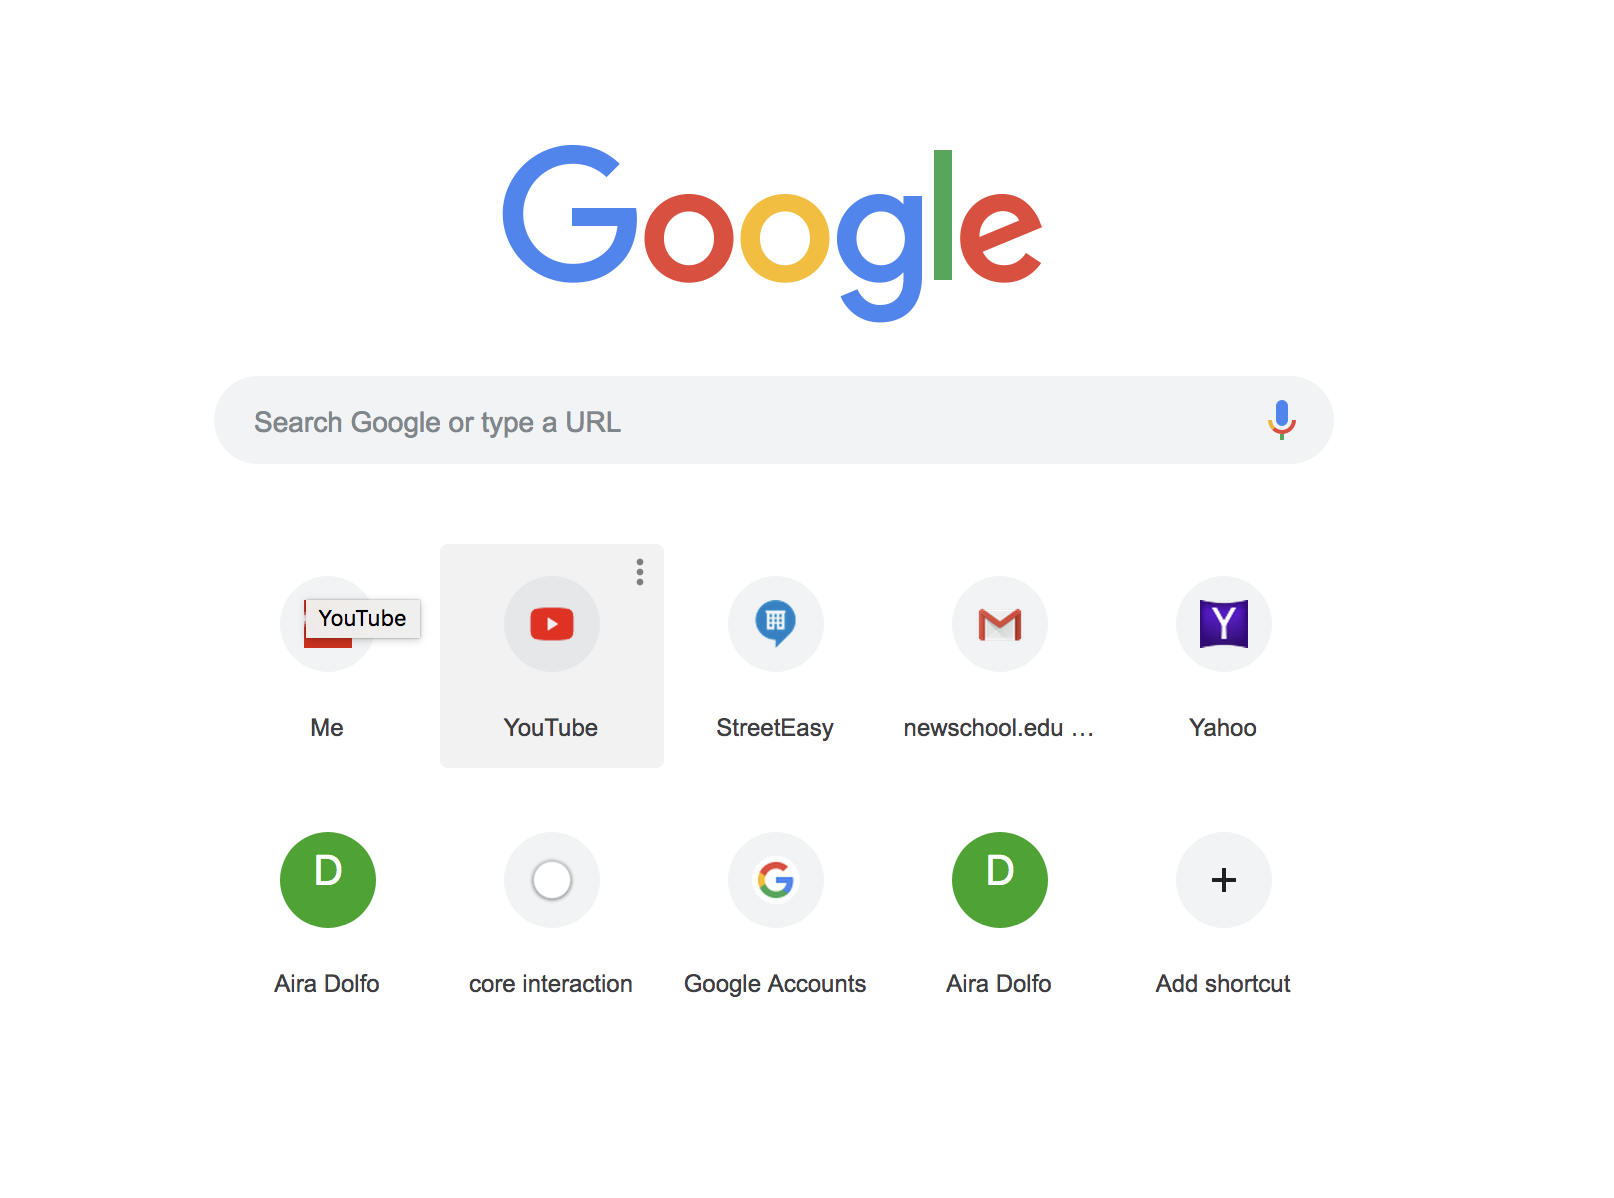 Google
Search Google or type a URL
YouTube
Me
YouTube
StreetEasy
newschool.edu …
Y
Yahoo
D
Aira Dolfo
core interaction
G
Google Accounts
D
Aira Dolfo
Add shortcut